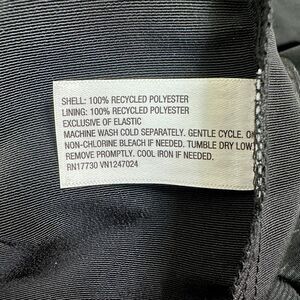 SHELL: 100% RECYCLED POLYESTER
LINING: 100% RECYCLED POLYESTER
EXCLUSIVE OF ELASTIC
MACHINE WASH COLD SEPARATELY. GENTLE CYCLE.
NON-CHLORINE BLEACH IF NEEDED. TUMBLE DRY LOW
REMOVE PROMPTLY. COOL IRON IF NEEDED.
RN17730 VN1247024